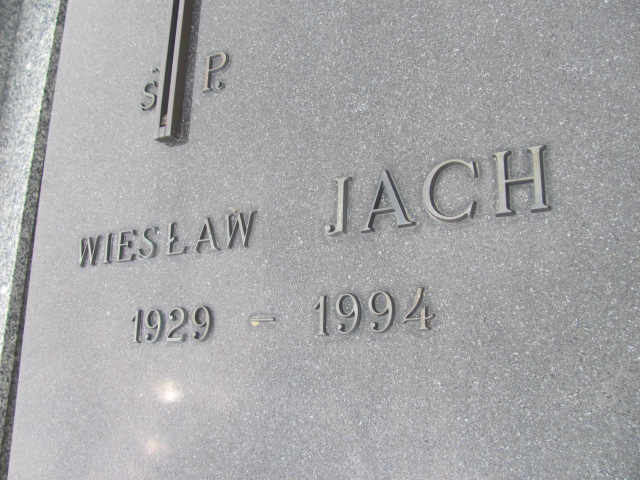 Ś P.
WIESŁAW JACH
1929 - 1994